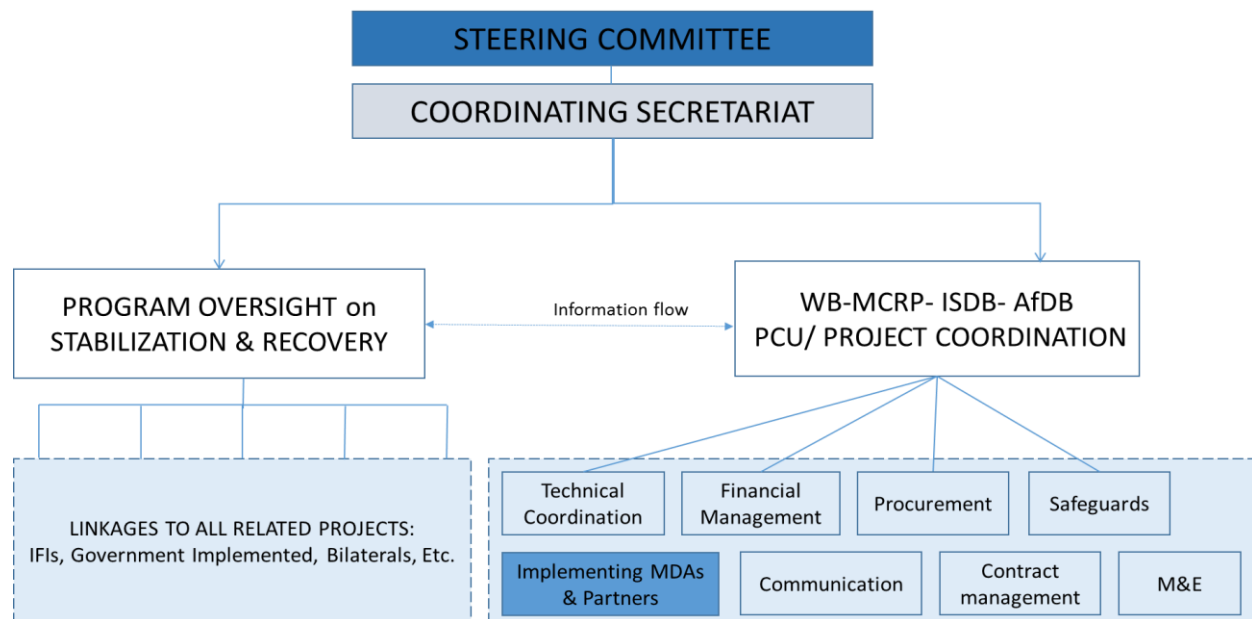 STEERING COMMITTEE
COORDINATING SECRETARIAT
PROGRAM OVERSIGHT on
STABILIZATION & RECOVERY
Information flow
WB-MCRP- ISDB- AfDB
PCU/ PROJECT COORDINATION
LINKAGES TO ALL RELATED PROJECTS:
IFIs, Government Implemented, Bilaterals, Etc.
Technical
Coordination
Financial
Management
Procurement
Safeguards
Implementing MDAs
& Partners
Communication
Contract
management
M&E